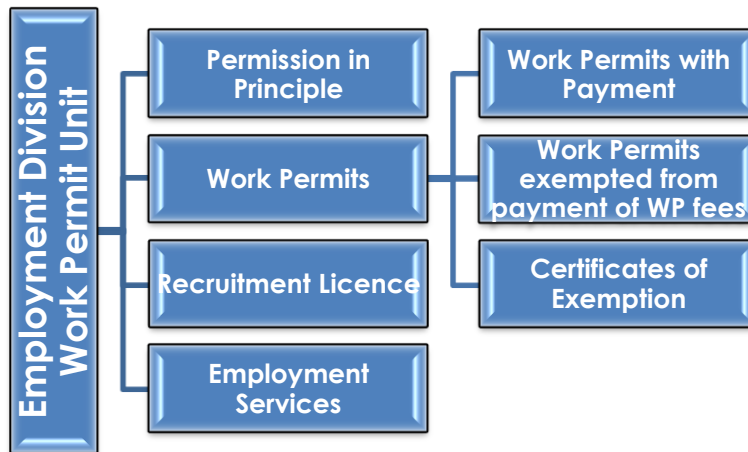 Employment Division
Work Permit Unit
Permission in
Principle
Work Permits
Recruitment Licence
Employment
Services
Work Permits with
Payment
Work Permits
exempted from
payment of WP fees
Certificates of
Exemption